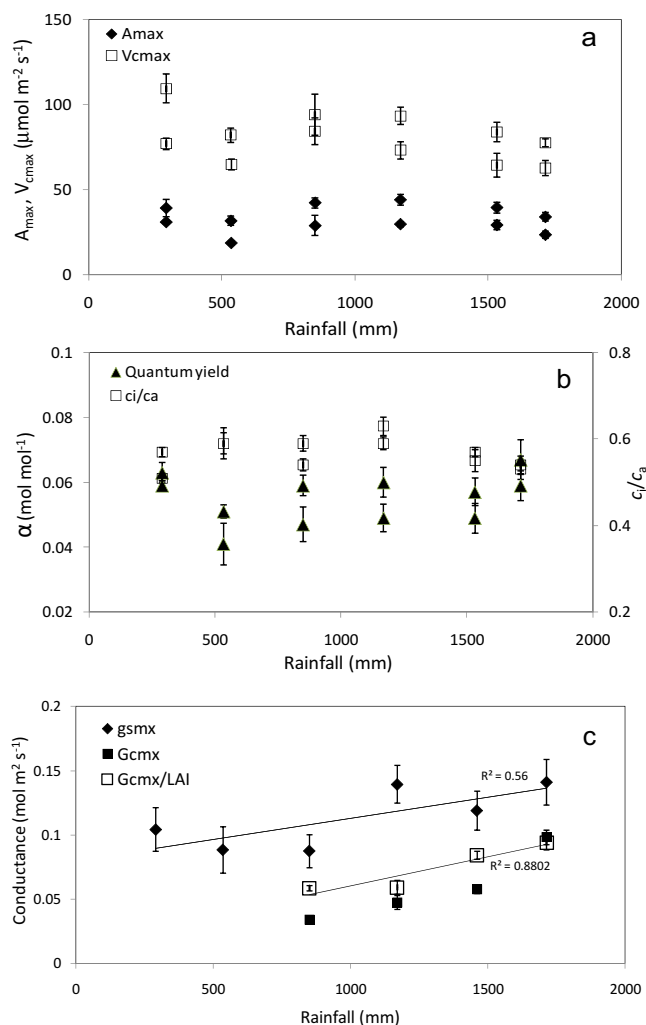 a
Amax
Vcmax
150
100
50
0
Amax, Vcmax (μmol m-2 s-1)
0 500 1000 1500 2000
Rainfall (mm)
b
Quantum yield
ci/ca
0.1
0.08
0.06
0.04
0.02
α (mol mol-1)
0.8
0.6
0.4
0.2
ci/ca
0 500 1000 1500 2000
Rainfall (mm)
c
gsmx
Gcmx
Gcmx/LAI
0.2
0.15
0.1
0.05
0
Conductance (mol m2 s-1)
R² = 0.56
R² = 0.8802
0 500 1000 1500 2000
Rainfall (mm)